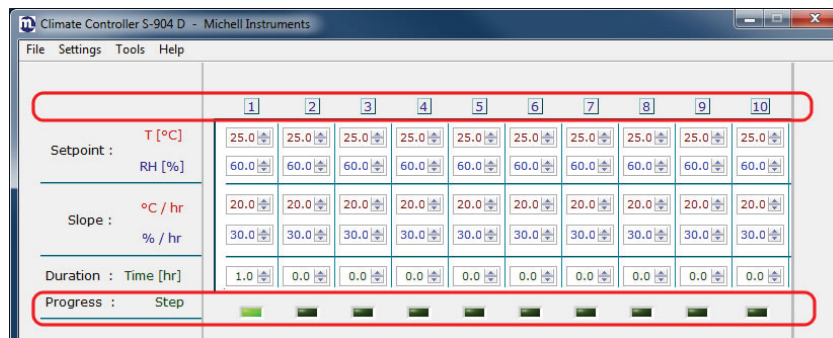 Climate Controller S-904 D - Michell Instruments
File Settings Tools Help
1 2 3 4 5 6 7 8 9 10
Setpoint : T [°C] 25.0 25.0 25.0 25.0 25.0 25.0 25.0 25.0 25.0 25.0
RH [%] 60.0 60.0 60.0 60.0 60.0 60.0 60.0 60.0 60.0 60.0
Slope : °C / hr 20.0 20.0 20.0 20.0 20.0 20.0 20.0 20.0 20.0 20.0
% / hr 30.0 30.0 30.0 30.0 30.0 30.0 30.0 30.0 30.0 30.0
Duration : Time [hr] 1.0 0.0 0.0 0.0 0.0 0.0 0.0 0.0 0.0 0.0
Progress : Step